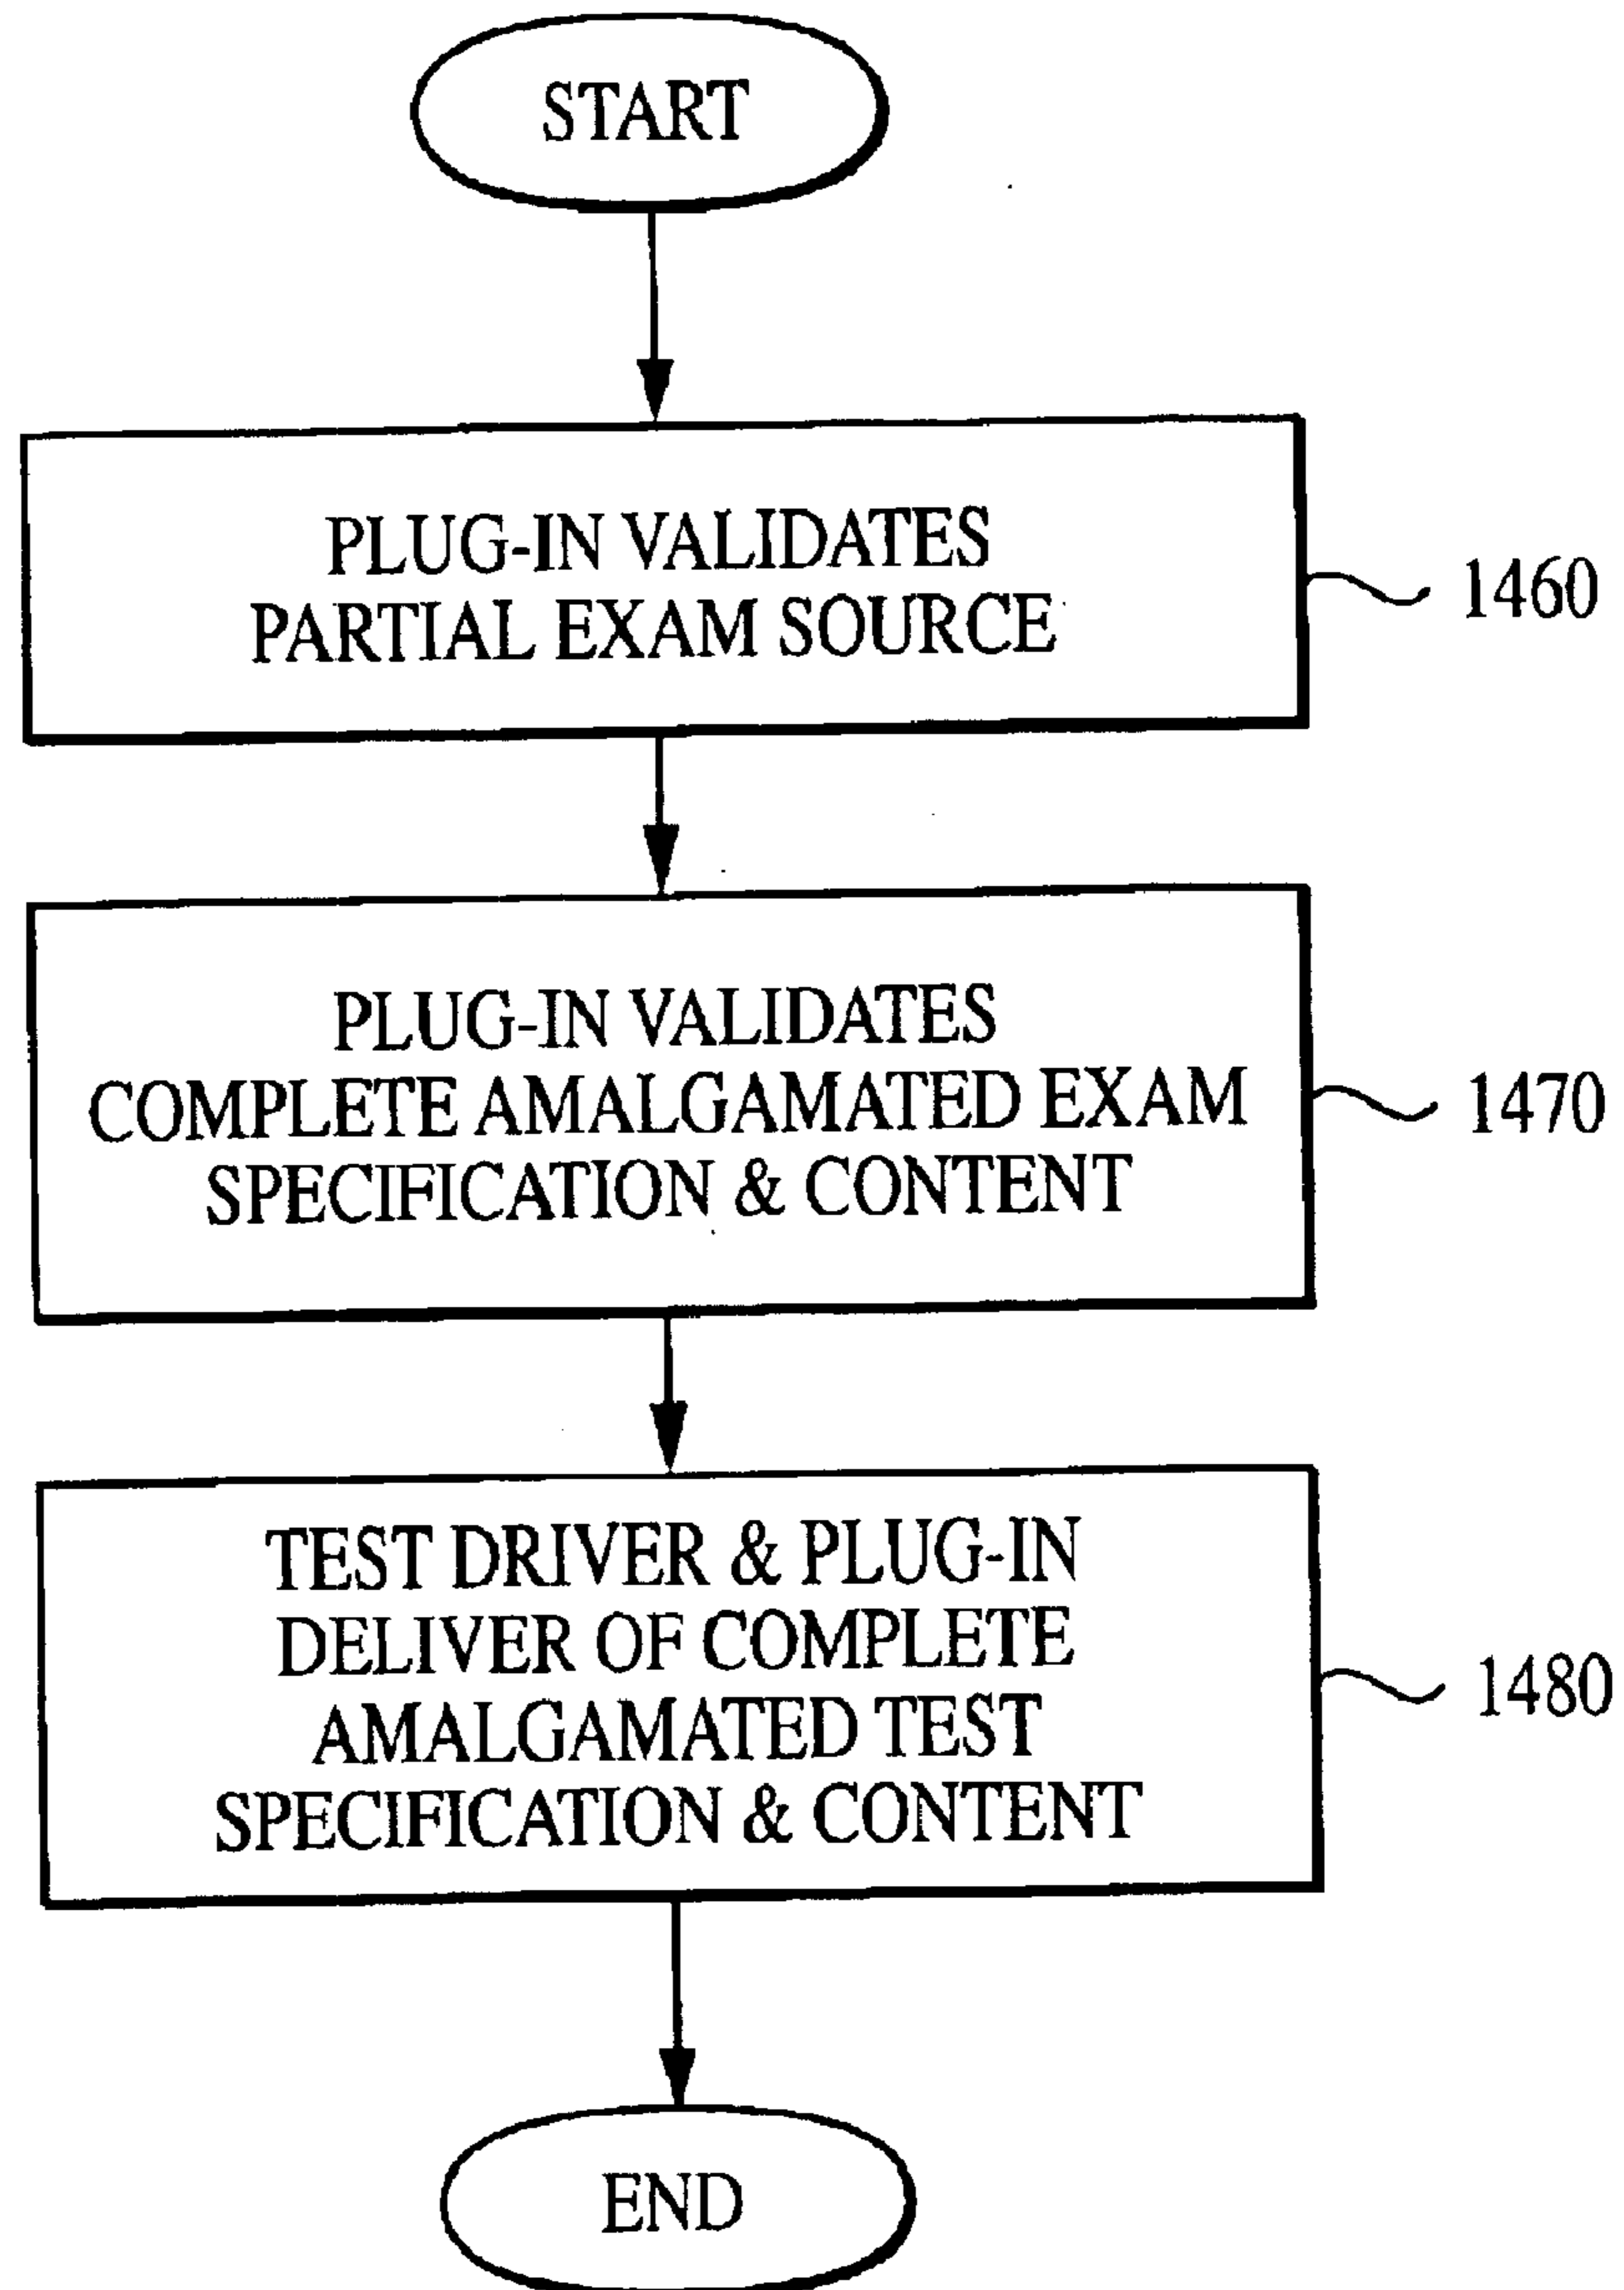 START
PLUG-IN VALIDATES
PARTIAL EXAM SOURCE
1460
PLUG-IN VALIDATES
COMPLETE AMALGAMATED EXAM
SPECIFICATION & CONTENT
1470
TEST DRIVER & PLUG-IN
DELIVER OF COMPLETE
AMALGAMATED TEST
SPECIFICATION & CONTENT
1480
END